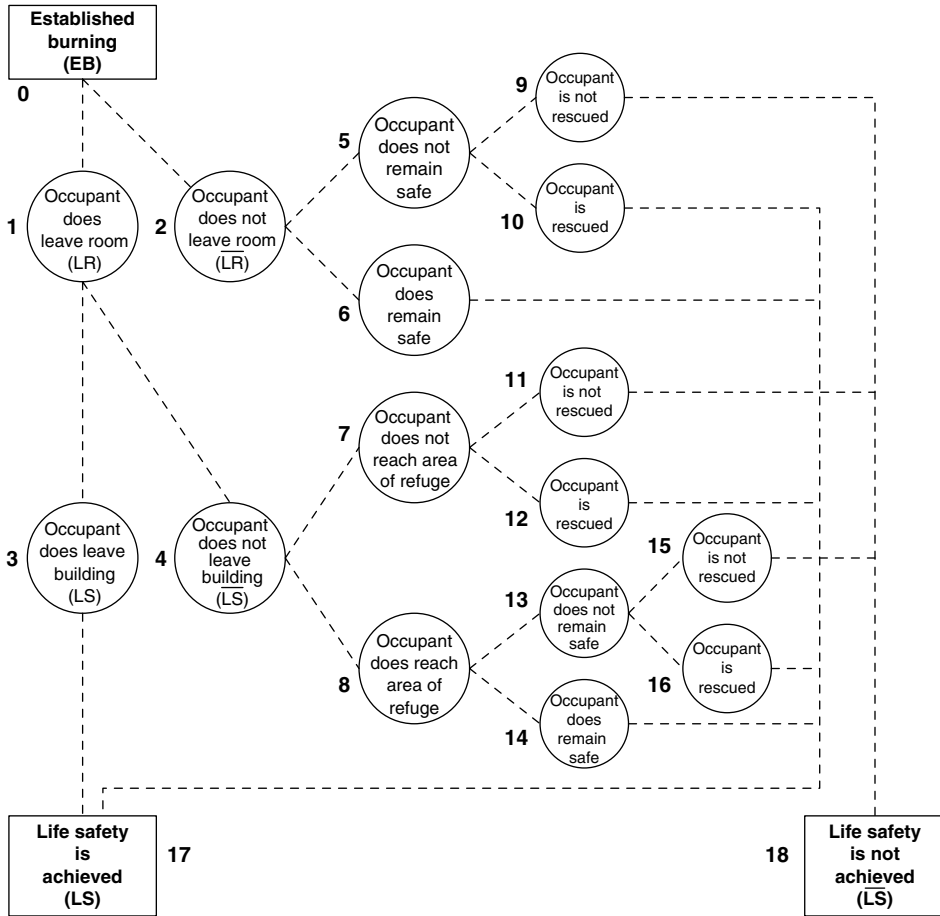 Established
burning
(EB)
0
1
Occupant
does
leave room
(LR)
2
Occupant
does not
leave room
(L̅R̅)
3
Occupant
does leave
building
(LS)
4
Occupant
does not
leave
building
(L̅S̅)
5
Occupant
does not
remain
safe
6
Occupant
does
remain
safe
7
Occupant
does not
reach area
of refuge
8
Occupant
does reach
area of
refuge
9
Occupant
is not
rescued
10
Occupant
is
rescued
11
Occupant
is not
rescued
12
Occupant
is
rescued
13
Occupant
does not
remain
safe
14
Occupant
does
remain
safe
15
Occupant
is not
rescued
16
Occupant
is
rescued
Life safety
is
achieved
(LS)
17
18
Life safety
is not
achieved
(L̅S̅)